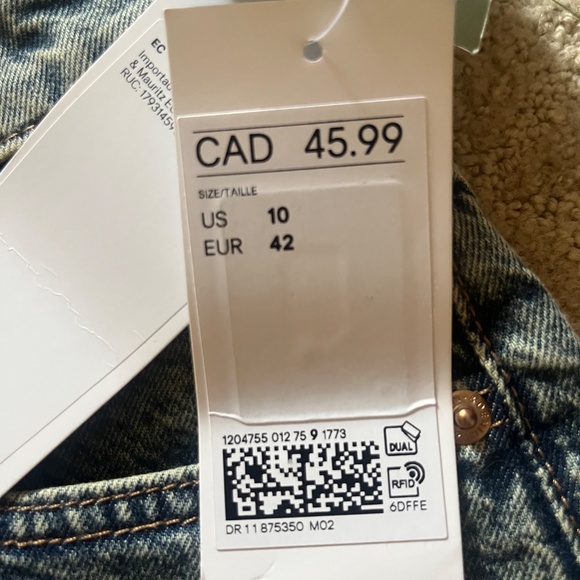 EC
& Mauritz
RUC: 17931459
CAD 45.99
SIZE/TAILLE
US 10
EUR 42
1204755 012 75 9 1773
DUAL
RFID
6DFFE
DR 11 875350 M02